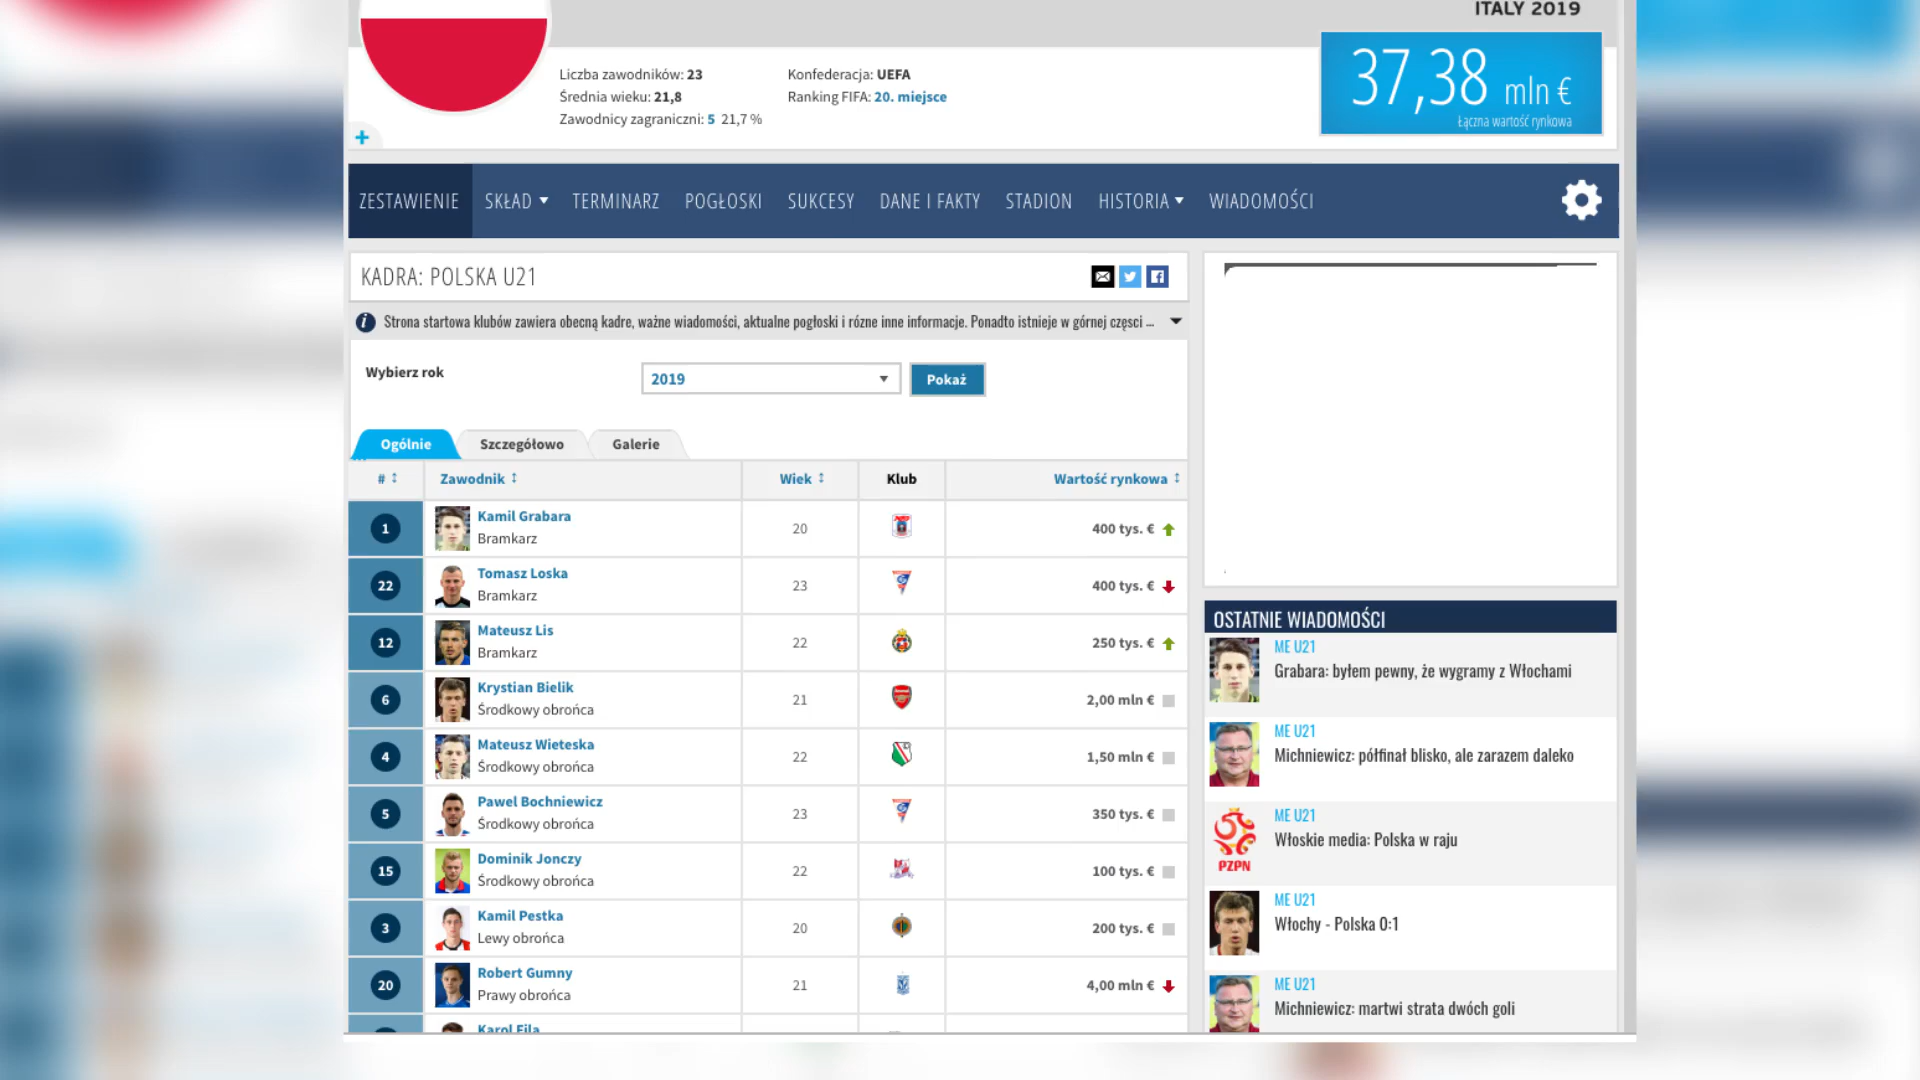 ITALY 2019
37,38 mln €
Łączna wartość rynkowa
Liczba zawodników: 23
Średnia wieku: 21,8
Zawodnicy zagraniczni: 5 21,7 %
Konfederacja: UEFA
Ranking FIFA: 20. miejsce
ZESTAWIENIE SKŁAD TERMINARZ POGŁOSKI SUKCESY DANE I FAKTY STADION HISTORIA WIADOMOŚCI
KADRA: POLSKA U21
Strona startowa klubów zawiera obecną kadre, ważne wiadomości, aktualne pogłoski i rózne inne informacje. Ponadto istnieje w górnej częsci ...
Wybierz rok
2019
Pokaż
Ogólnie Szczegółowo Galerie
# Zawodnik Wiek Klub Wartość rynkowa
1 Kamil Grabara 20 400 tys. €
Bramkarz
22 Tomasz Loska 23 400 tys. €
Bramkarz
12 Mateusz Lis 22 250 tys. €
Bramkarz
6 Krystian Bielik 21 2,00 mln €
Środkowy obrońca
4 Mateusz Wieteska 22 1,50 mln €
Środkowy obrońca
5 Pawel Bochniewicz 23 350 tys. €
Środkowy obrońca
15 Dominik Jonczy 22 100 tys. €
Środkowy obrońca
3 Kamil Pestka 20 200 tys. €
Lewy obrońca
20 Robert Gumny 21 4,00 mln €
Prawy obrońca
Karol Fila
OSTATNIE WIADOMOŚCI
ME U21
Grabara: byłem pewny, że wygramy z Włochami
ME U21
Michniewicz: półfinał blisko, ale zarazem daleko
ME U21
Włoskie media: Polska w raju
PZPN
ME U21
Włochy - Polska 0:1
ME U21
Michniewicz: martwi strata dwóch goli